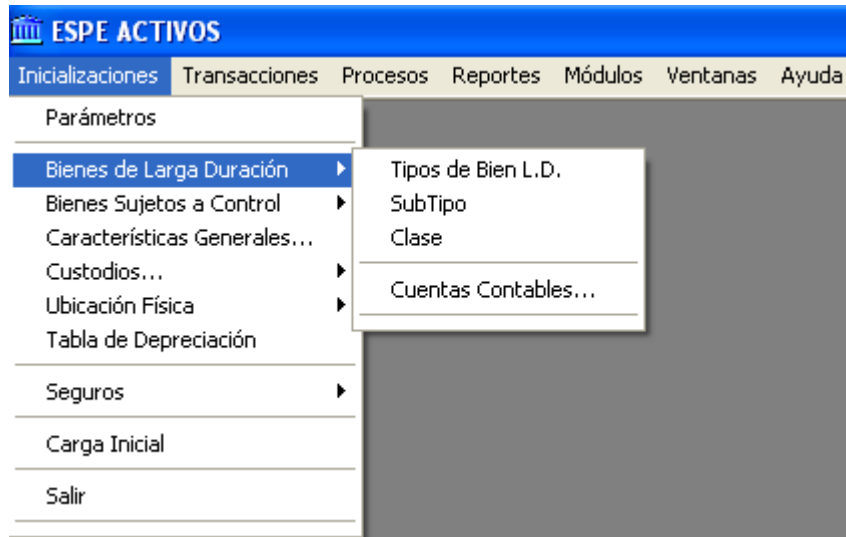 ESPE ACTIVOS
Inicializaciones Transacciones Procesos Reportes Módulos Ventanas Ayuda
Parámetros
Bienes de Larga Duración
Bienes Sujetos a Control
Características Generales...
Custodios...
Ubicación Física
Tabla de Depreciación
Seguros
Carga Inicial
Salir
Tipos de Bien L.D.
SubTipo
Clase
Cuentas Contables...